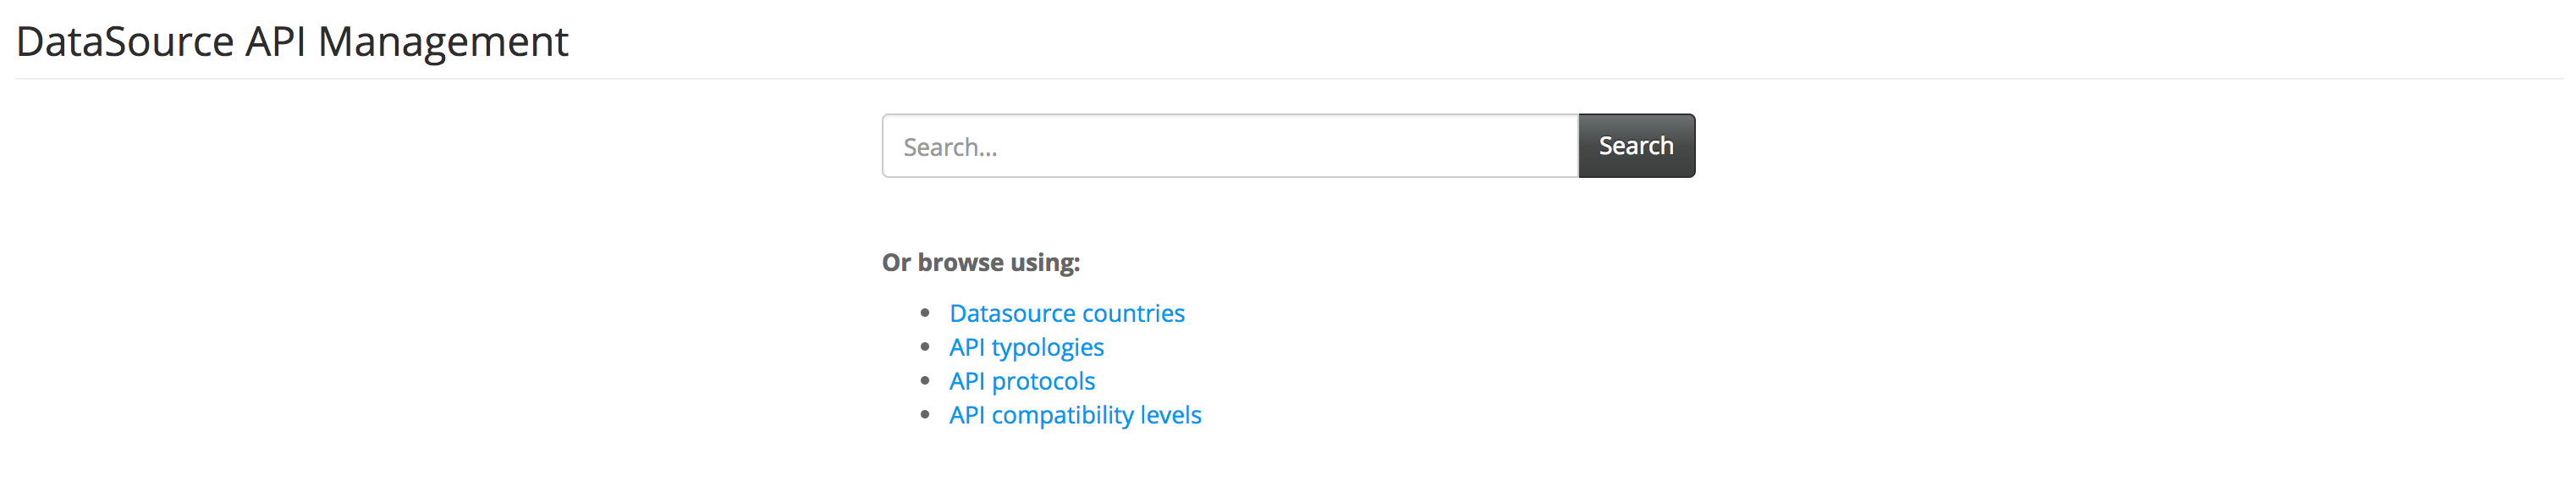 DataSource API Management
Search...
Search
Or browse using:
Datasource countries
API typologies
API protocols
API compatibility levels